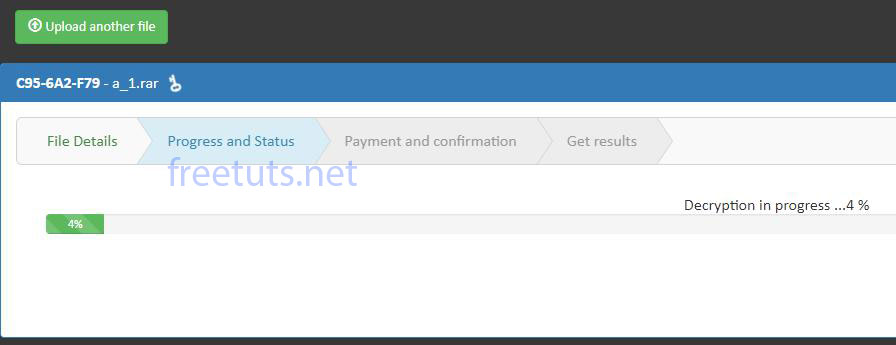 Upload another file
C95-6A2-F79 - a_1.rar
File Details Progress and Status Payment and confirmation Get results
freetuts.net
Decryption in progress ...4 %
4%